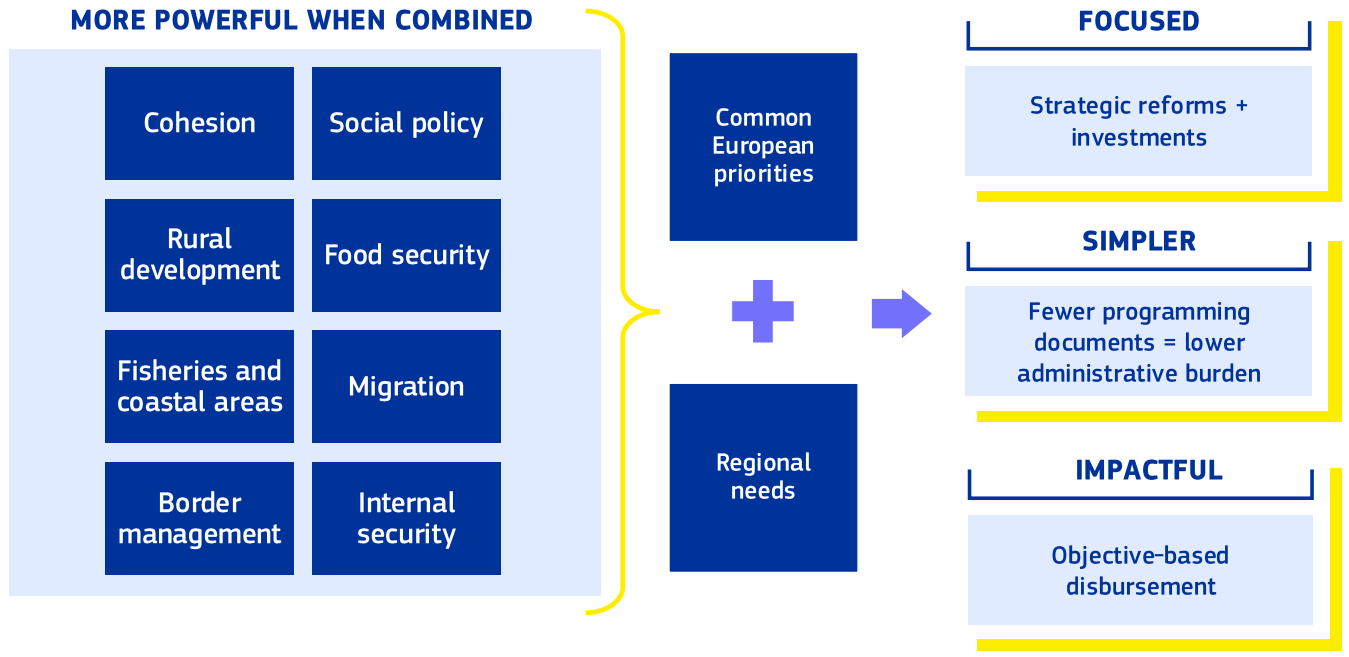 MORE POWERFUL WHEN COMBINED
Cohesion
Social policy
Rural
development
Food security
Fisheries and
coastal areas
Migration
Border
management
Internal
security
Common
European
priorities
Regional
needs
FOCUSED
Strategic reforms +
investments
SIMPLER
Fewer programming
documents = lower
administrative burden
IMPACTFUL
Objective-based
disbursement